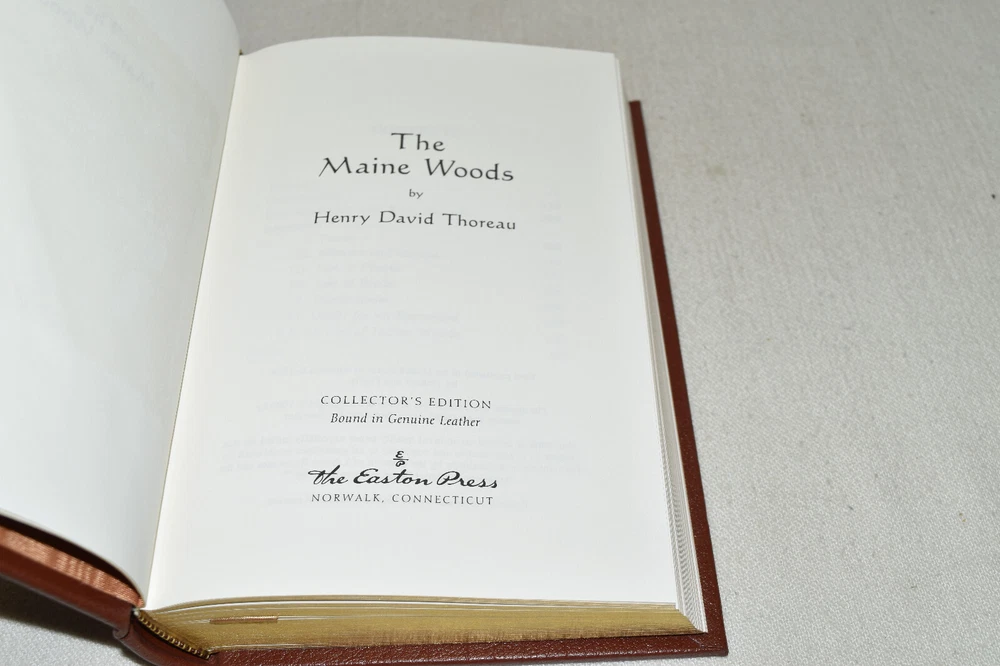 The
Maine Woods
by
Henry David Thoreau
COLLECTOR'S EDITION
Bound in Genuine Leather
E
P
The Easton Press
NORWALK, CONNECTICUT